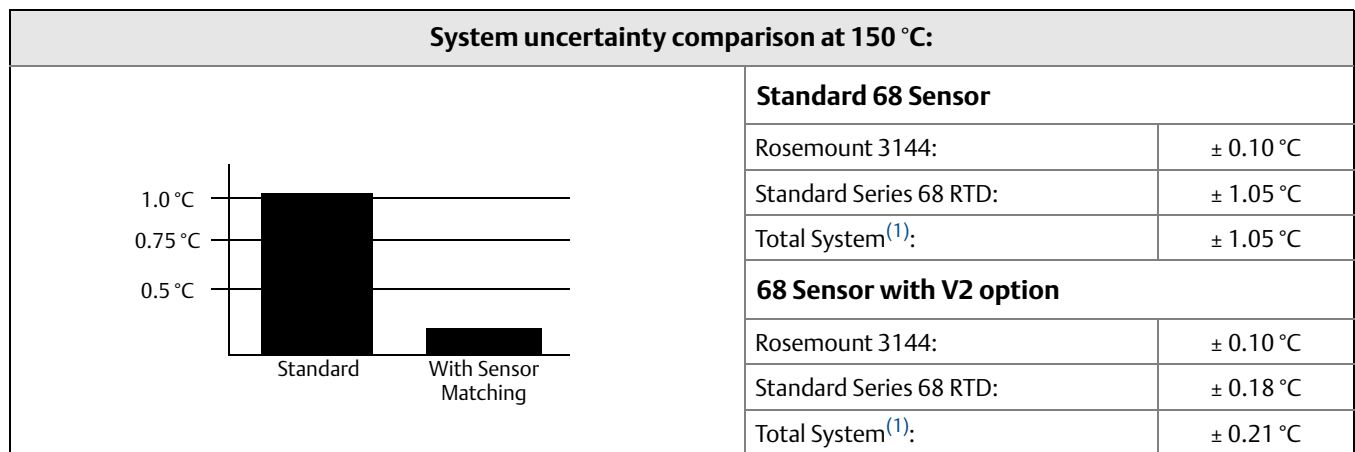 System uncertainty comparison at 150 °C:
1.0 °C
0.75 °C
0.5 °C
Standard
With Sensor
Matching
Standard 68 Sensor
Rosemount 3144: ± 0.10 °C
Standard Series 68 RTD: ± 1.05 °C
Total System(1): ± 1.05 °C
68 Sensor with V2 option
Rosemount 3144: ± 0.10 °C
Standard Series 68 RTD: ± 0.18 °C
Total System(1): ± 0.21 °C